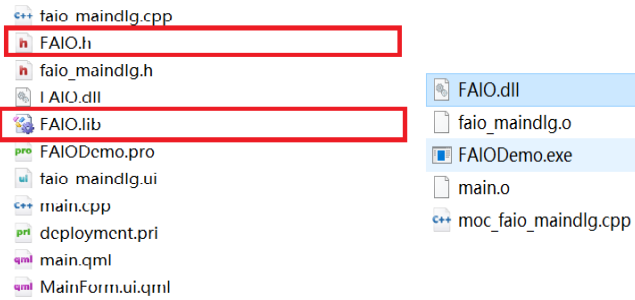 faio_maindlg.cpp
FAIO.h
faio_maindlg.h
FAIO.dll
FAIO.lib
FAIODemo.pro
faio_maindlg.ui
main.cpp
deployment.pri
main.qml
MainForm.ui.qml
FAIO.dll
faio_maindlg.o
FAIODemo.exe
main.o
moc_faio_maindlg.cpp